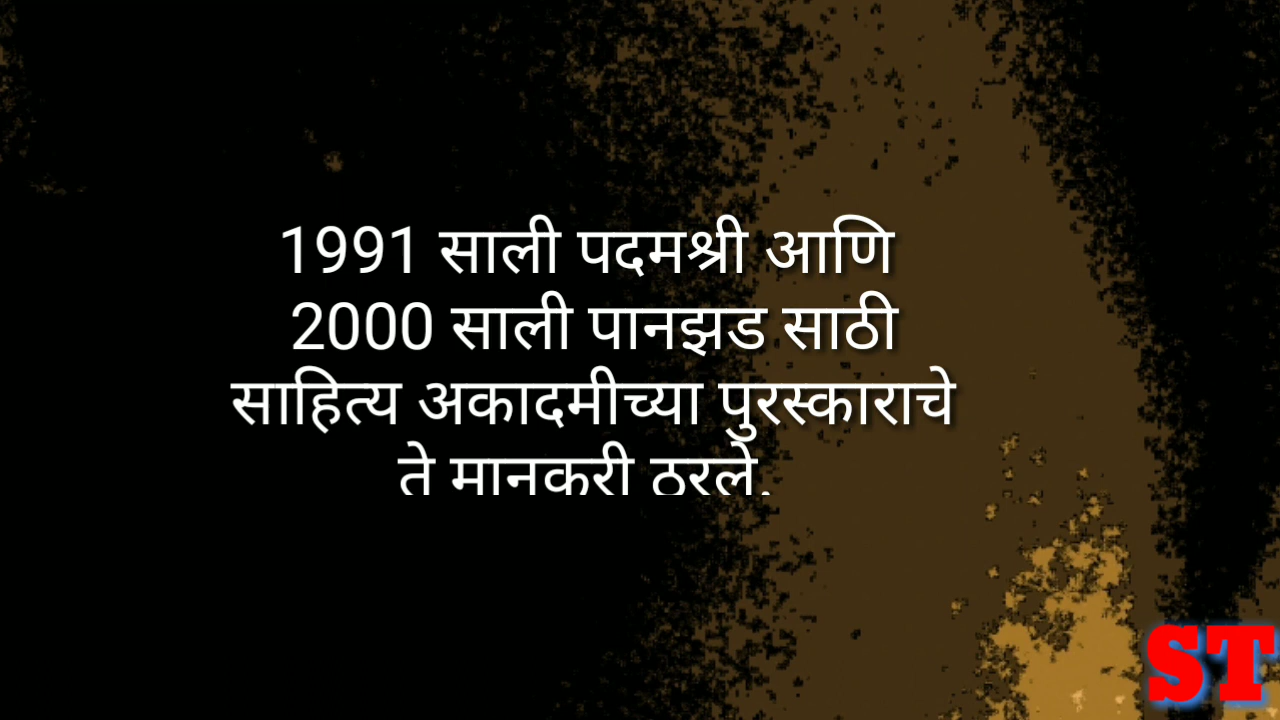 1991 साली पदमश्री आणि
2000 साली पानझड साठी
साहित्य अकादमीच्या पुरस्काराचे
ते मानकरी ठरले.
ST